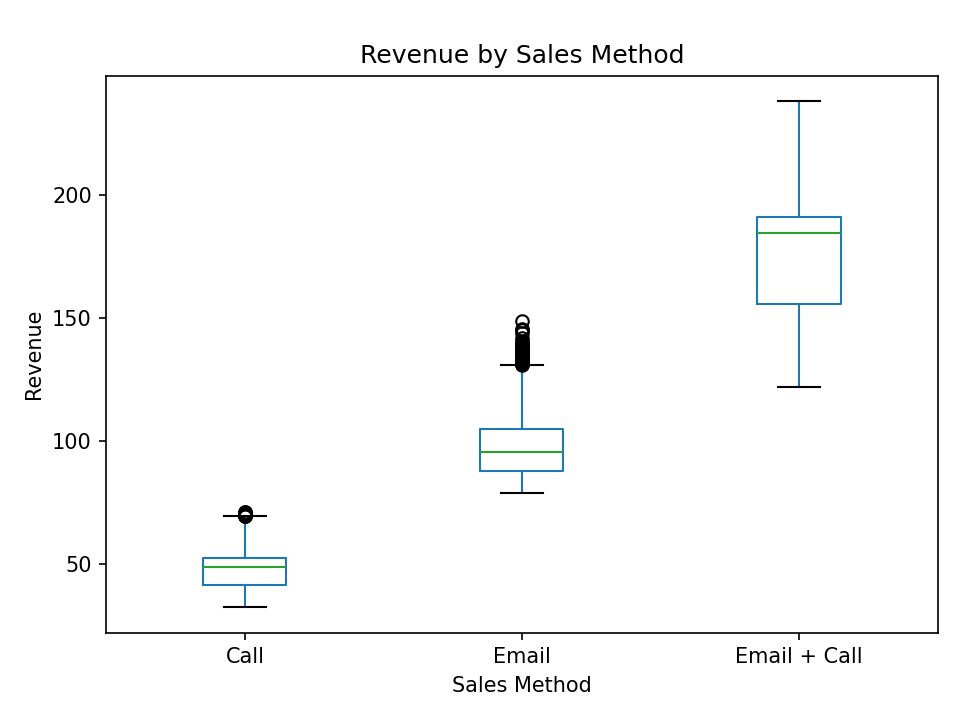 Revenue by Sales Method
Revenue
200
150
100
50
Call
Email
Email + Call
Sales Method